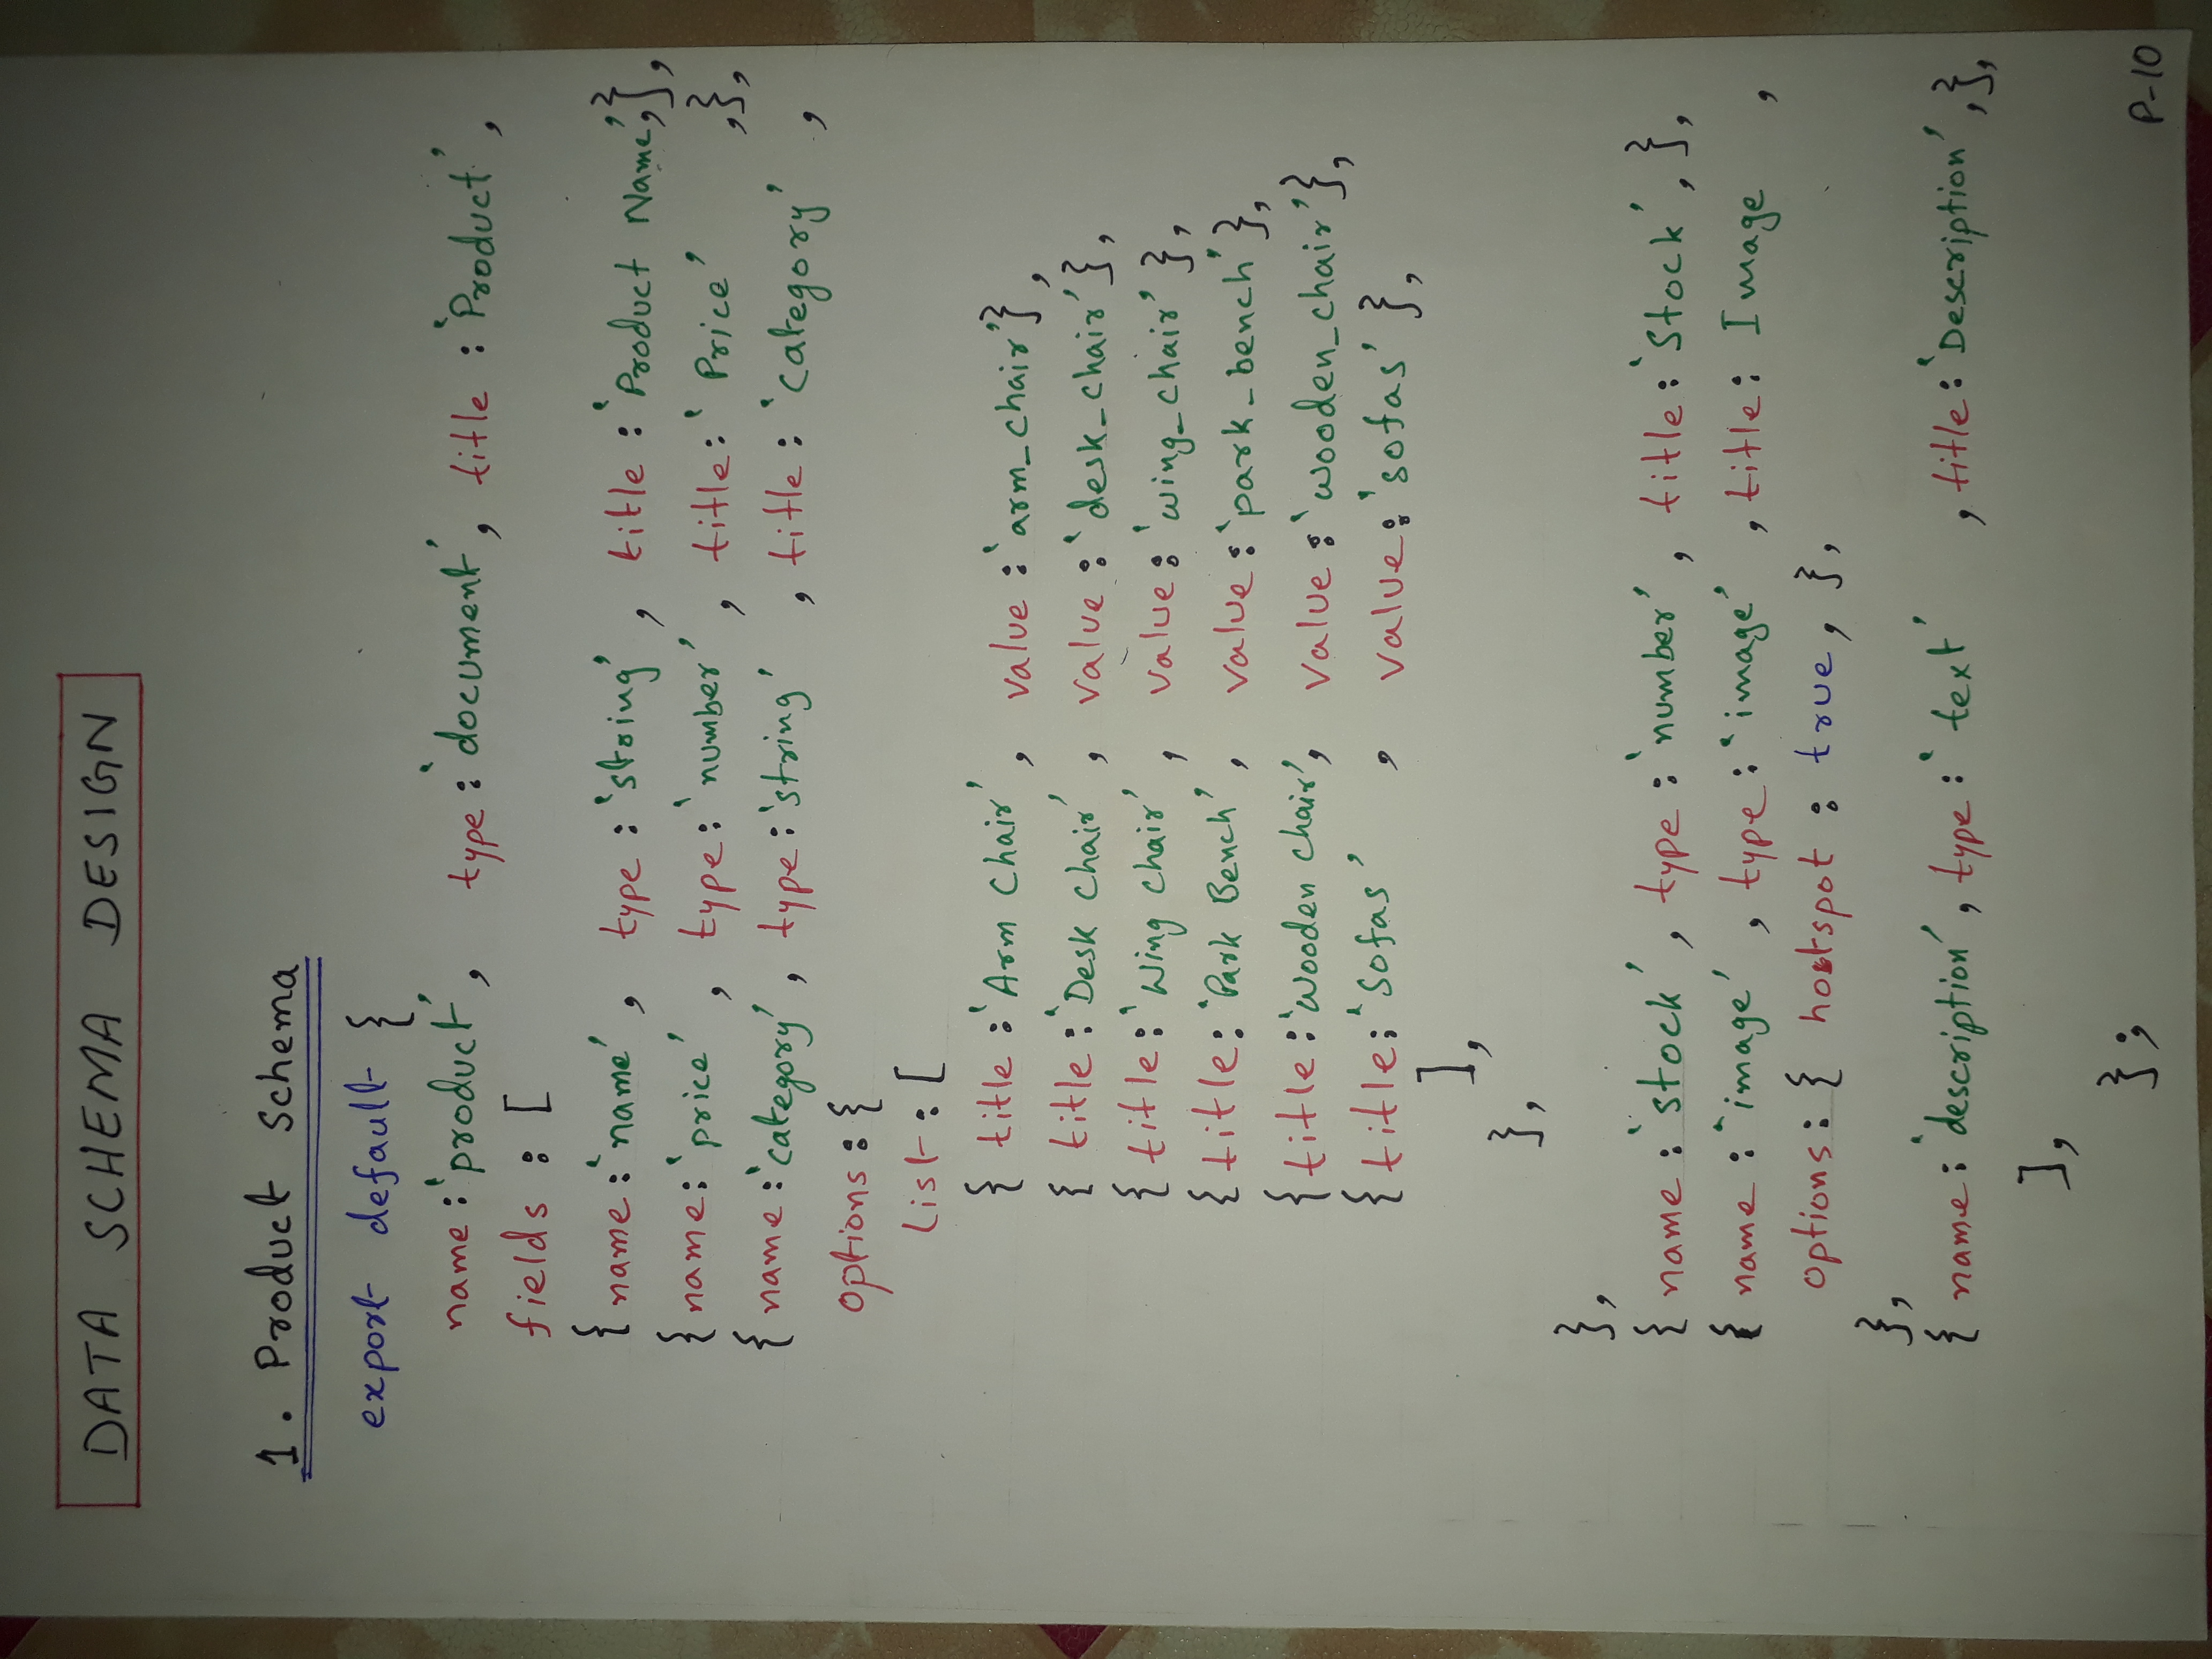 DATA SCHEMA DESIGN
1. Product Schema
export default {
name : 'product', type : 'document', title : 'Product',
fields : [
{ name : 'name', type : 'string', title : 'Product Name', },
{ name : 'price', type : 'number', title : 'Price', },
{ name : 'category', type : 'string', title : 'category',
options : {
list : [
{ title : 'Arm Chair', value : 'arm_chair'},
{ title : 'Desk chair', value : 'desk_chair'},
{ title : 'Wing chair', value : 'wing_chair' },
{ title : 'Park Bench', value : 'park_bench' },
{ title : 'Wooden chair', value : 'wooden_chair'},
{ title ; 'Sofas', value : 'sofas' },
],
},
},
{ name : 'stock', type : 'number', title : 'Stock', },
{ name : 'image', type : 'image', title : Image ,
options : { hotspot : true, },
},
{ name : 'description', type : 'text', title : 'Description', },
],
};
P-10